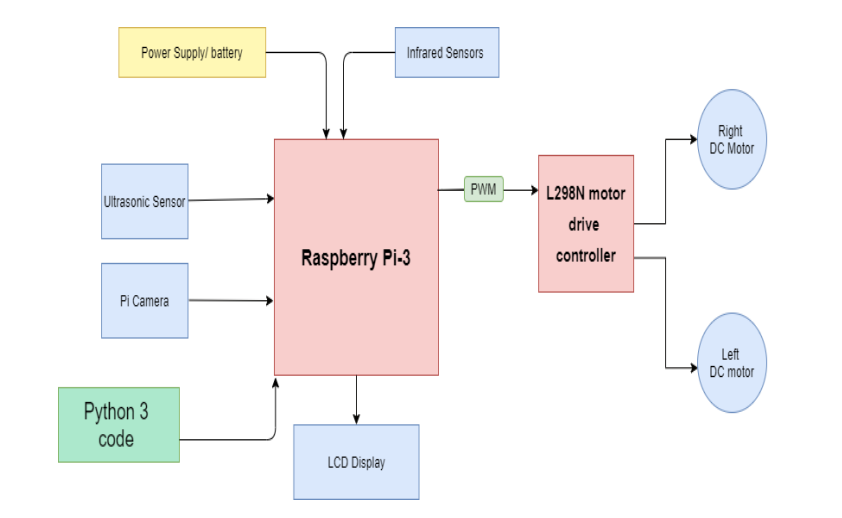 Power Supply/ battery
Infrared Sensors
Right
DC Motor
Ultrasonic Sensor
PWM
L298N motor
drive
controller
Raspberry Pi-3
Pi Camera
Left
DC motor
Python 3
code
LCD Display